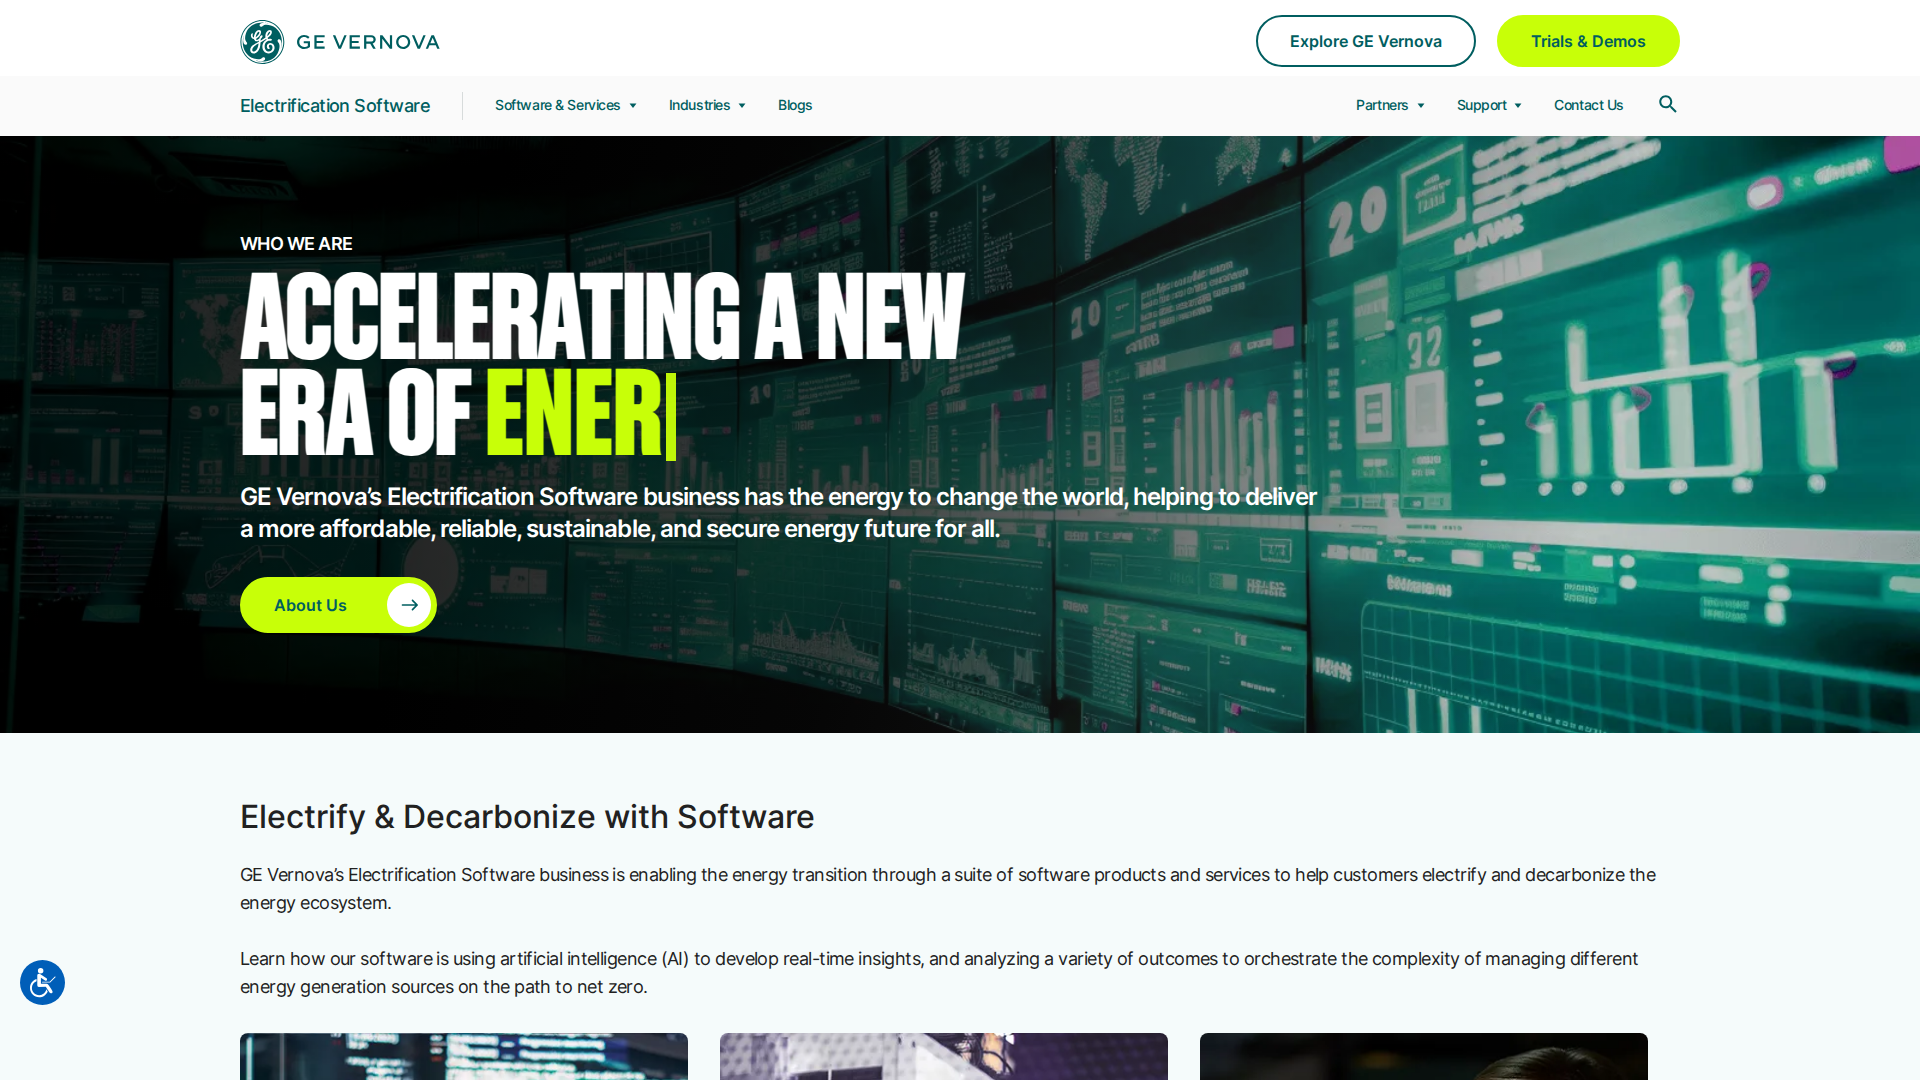 GE VERNOVA
Explore GE Vernova
Trials & Demos
Electrification Software
Software & Services
Industries
Blogs
Partners
Support
Contact Us
WHO WE ARE
ACCELERATING A NEW
ERA OF ENER
GE Vernova's Electrification Software business has the energy to change the world, helping to deliver
a more affordable, reliable, sustainable, and secure energy future for all.
About Us
Electrify & Decarbonize with Software
GE Vernova's Electrification Software business is enabling the energy transition through a suite of software products and services to help customers electrify and decarbonize the
energy ecosystem.
Learn how our software is using artificial intelligence (AI) to develop real-time insights, and analyzing a variety of outcomes to orchestrate the complexity of managing different
energy generation sources on the path to net zero.